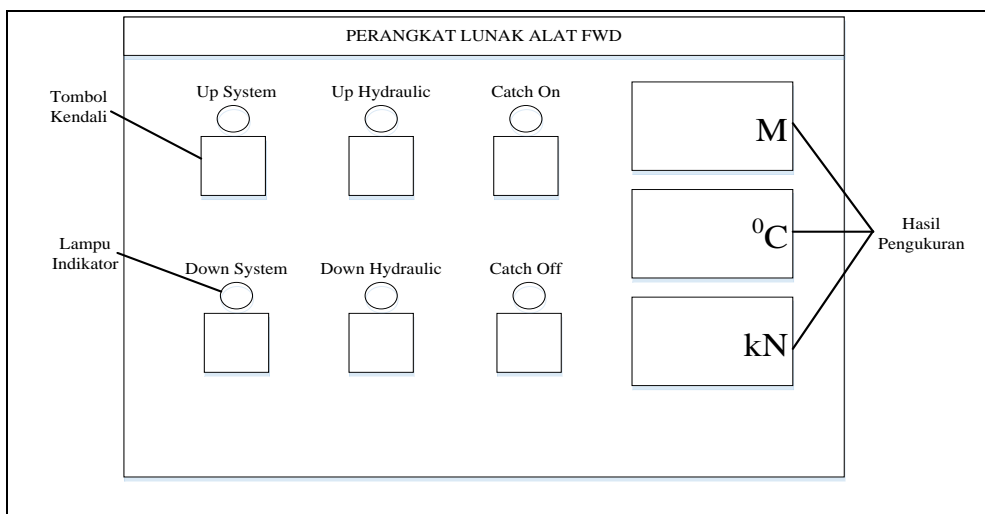 PERANGKAT LUNAK ALAT FWD
Tombol
Kendali
Up System
Up Hydraulic
Catch On
M
⁰C
kN
Hasil
Pengukuran
Lampu
Indikator
Down System
Down Hydraulic
Catch Off